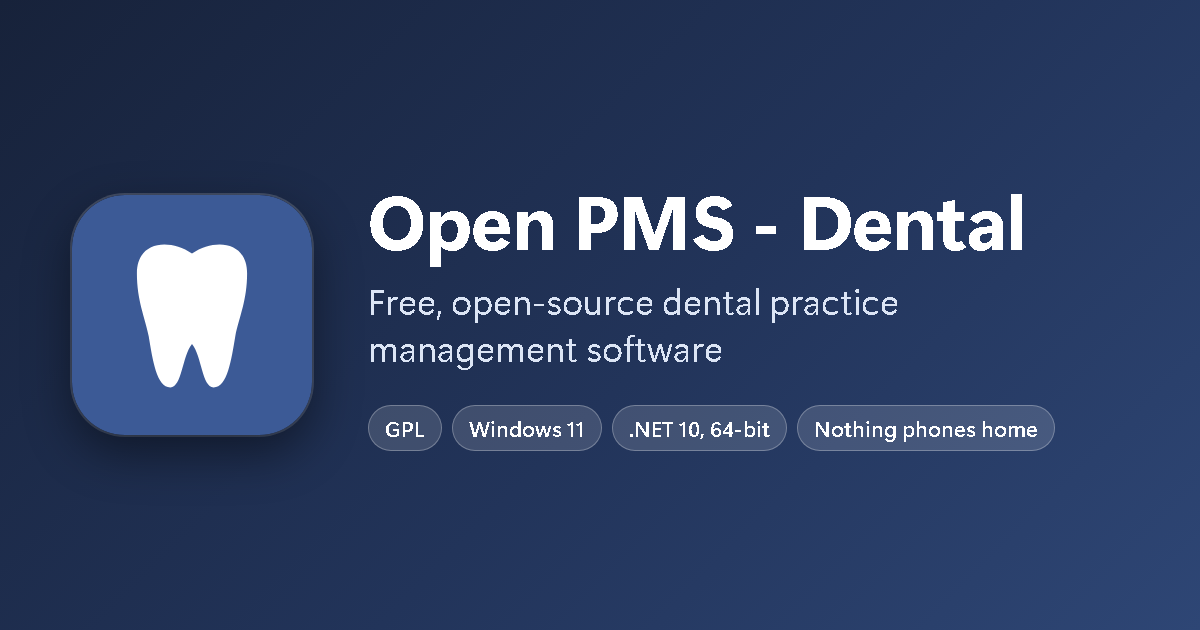 Open PMS - Dental
Free, open-source dental practice
management software
GPL
Windows 11
.NET 10, 64-bit
Nothing phones home